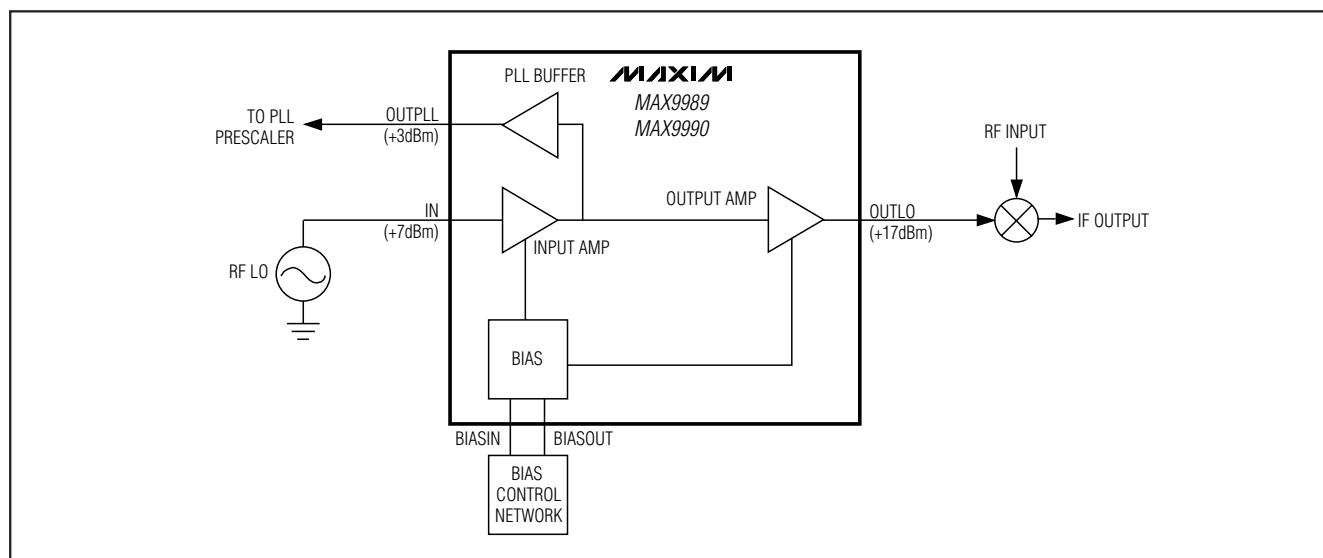 PLL BUFFER
MAXIM
MAX9989
MAX9990
TO PLL
PRESCALER
OUTPLL
(+3dBm)
RF INPUT
IN
(+7dBm)
INPUT AMP
OUTPUT AMP
OUTLO
(+17dBm)
IF OUTPUT
RF LO
BIAS
BIASIN
BIASOUT
BIAS
CONTROL
NETWORK